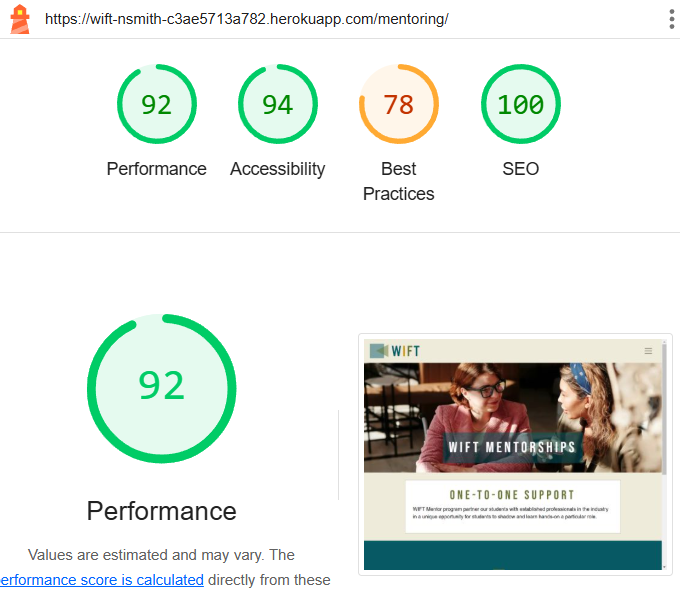 https://wift-nsmith-c3ae5713a782.herokuapp.com/mentoring/
92
94
78
100
Performance
Accessibility
Best
Practices
SEO
92
Performance
Values are estimated and may vary. The
erformance score is calculated directly from these
WIFT
WIFT MENTORSHIPS
ONE-TO-ONE SUPPORT
WIFT Mentor program partner our students with established professionals in the industry
in a unique opportunity for students to shadow and learn hands-on a particular role.